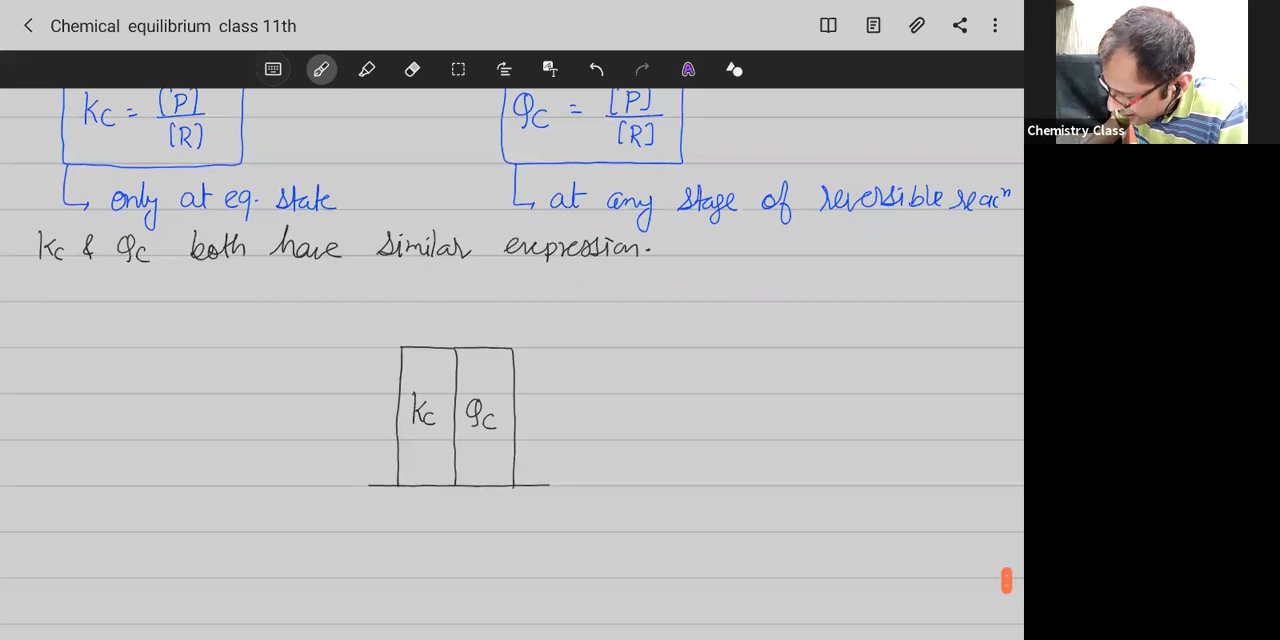 Chemical equilibrium class 11th
Kc = [P] / [R]
Qc = [P] / [R]
only at eq. state
at any stage of reversible reacⁿ
Kc & Qc both have similar expression.
Kc Qc
Chemistry Class